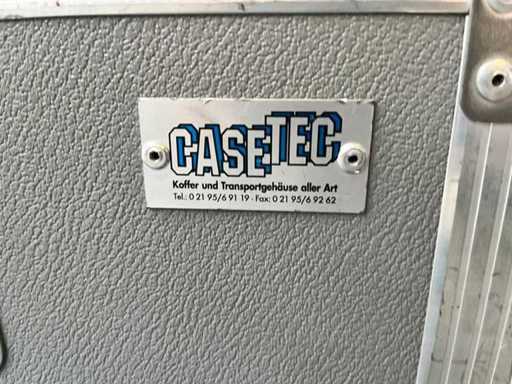 CASETEC
Koffer und Transportgehäuse aller Art
Tel.: 0 21 95/6 91 19 · Fax: 0 21 95/6 92 62